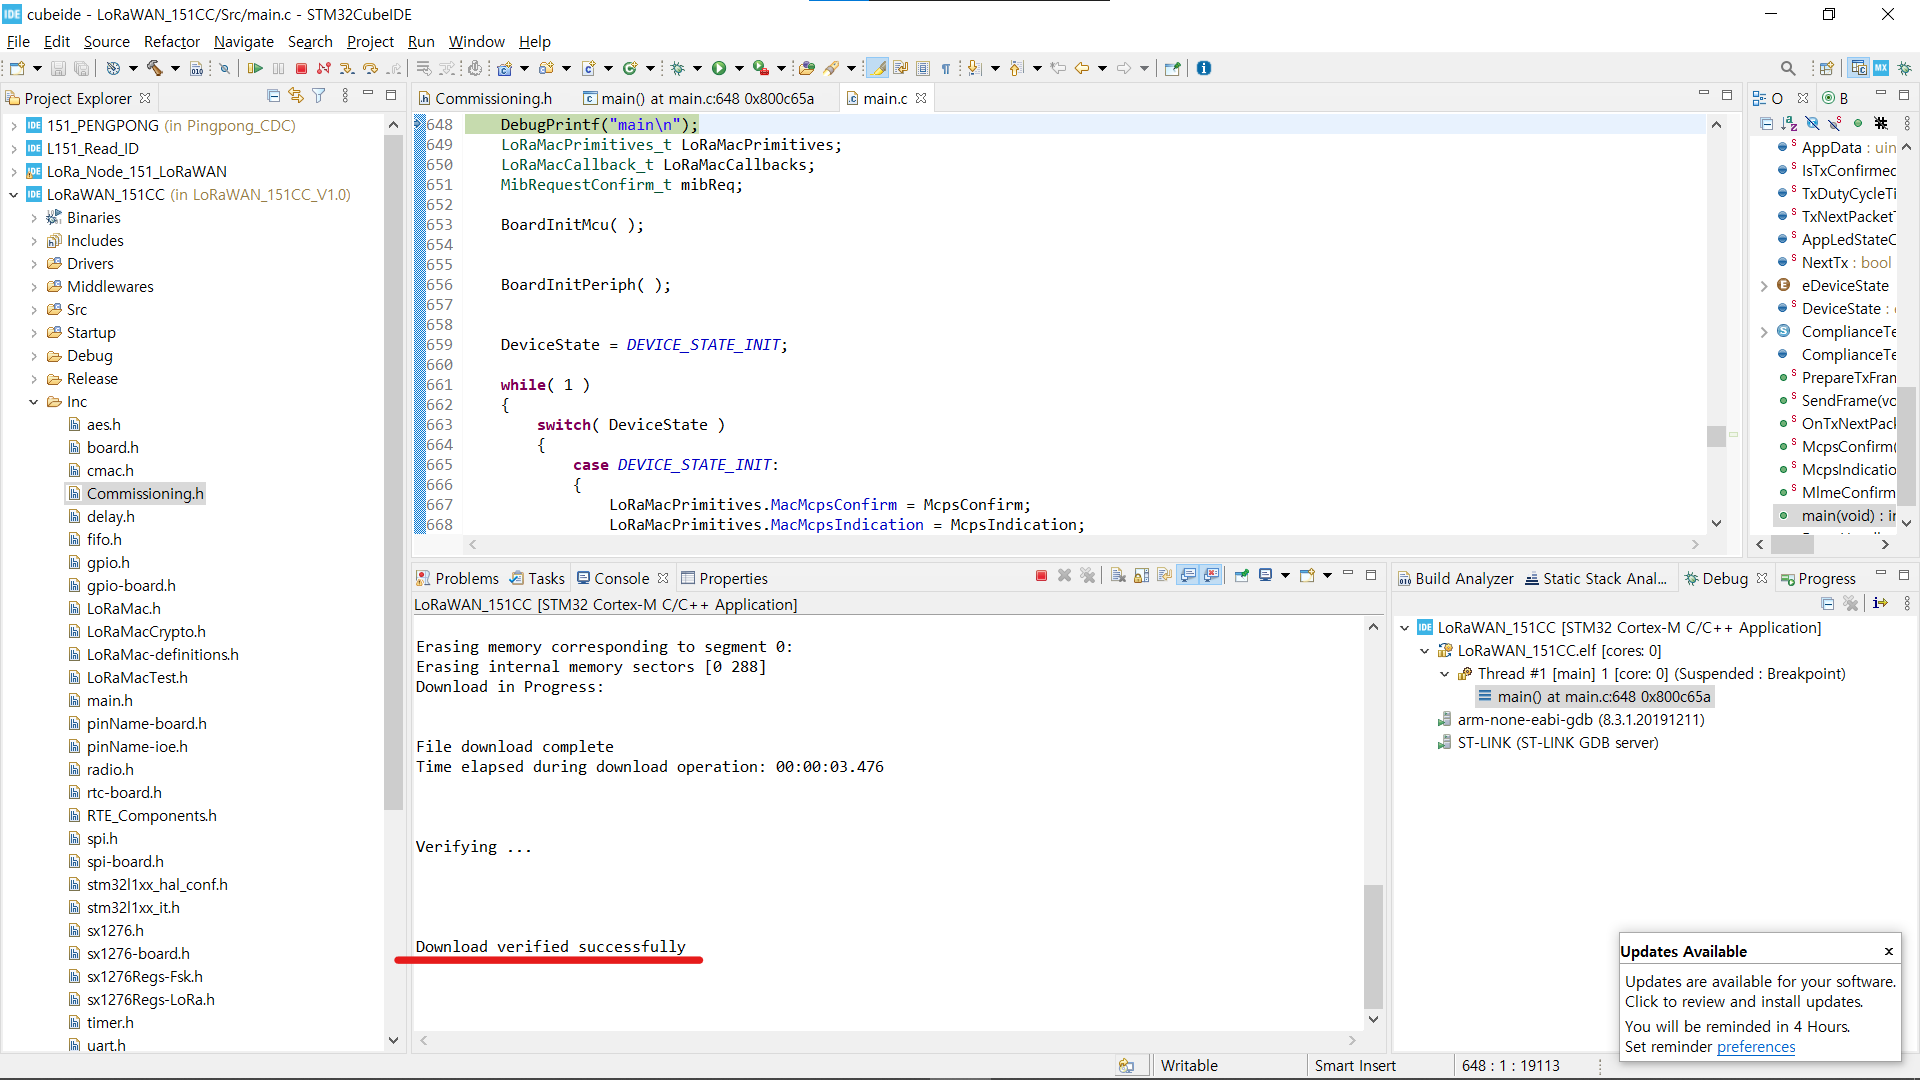 cubeide - LoRaWAN_151CC/Src/main.c - STM32CubeIDE
File Edit Source Refactor Navigate Search Project Run Window Help
Project Explorer
151_PENGPONG (in Pingpong_CDC)
L151_Read_ID
LoRa_Node_151_LoRaWAN
LoRaWAN_151CC (in LoRaWAN_151CC_V1.0)
Binaries
Includes
Drivers
Middlewares
Src
Startup
Debug
Release
Inc
aes.h
board.h
cmac.h
Commissioning.h
delay.h
fifo.h
gpio.h
gpio-board.h
LoRaMac.h
LoRaMacCrypto.h
LoRaMac-definitions.h
LoRaMacTest.h
main.h
pinName-board.h
pinName-ioe.h
radio.h
rtc-board.h
RTE_Components.h
spi.h
spi-board.h
stm32l1xx_hal_conf.h
stm32l1xx_it.h
sx1276.h
sx1276-board.h
sx1276Regs-Fsk.h
sx1276Regs-LoRa.h
timer.h
uart.h
Commissioning.h main() at main.c:648 0x800c65a main.c
648 DebugPrintf("main\n");
649 LoRaMacPrimitives_t LoRaMacPrimitives;
650 LoRaMacCallback_t LoRaMacCallbacks;
651 MibRequestConfirm_t mibReq;
652
653 BoardInitMcu( );
654
655
656 BoardInitPeriph( );
657
658
659 DeviceState = DEVICE_STATE_INIT;
660
661 while( 1 )
662 {
663 switch( DeviceState )
664 {
665 case DEVICE_STATE_INIT:
666 {
667 LoRaMacPrimitives.MacMcpsConfirm = McpsConfirm;
668 LoRaMacPrimitives.MacMcpsIndication = McpsIndication;
O B
AppData : uin
IsTxConfirmed
TxDutyCycleTi
TxNextPacketT
AppLedStateC
NextTx : bool
eDeviceState
DeviceState :
ComplianceTe
ComplianceTe
PrepareTxFran
SendFrame(vo
OnTxNextPack
McpsConfirm(
McpsIndicatio
MlmeConfirm
main(void) : in
Problems Tasks Console Properties
LoRaWAN_151CC [STM32 Cortex-M C/C++ Application]
Erasing memory corresponding to segment 0:
Erasing internal memory sectors [0 288]
Download in Progress:
File download complete
Time elapsed during download operation: 00:00:03.476
Verifying ...
Download verified successfully
Build Analyzer Static Stack Anal... Debug Progress
LoRaWAN_151CC [STM32 Cortex-M C/C++ Application]
LoRaWAN_151CC.elf [cores: 0]
Thread #1 [main] 1 [core: 0] (Suspended : Breakpoint)
main() at main.c:648 0x800c65a
arm-none-eabi-gdb (8.3.1.20191211)
ST-LINK (ST-LINK GDB server)
Updates Available
Updates are available for your software.
Click to review and install updates.
You will be reminded in 4 Hours.
Set reminder preferences
Writable Smart Insert 648 : 1 : 19113